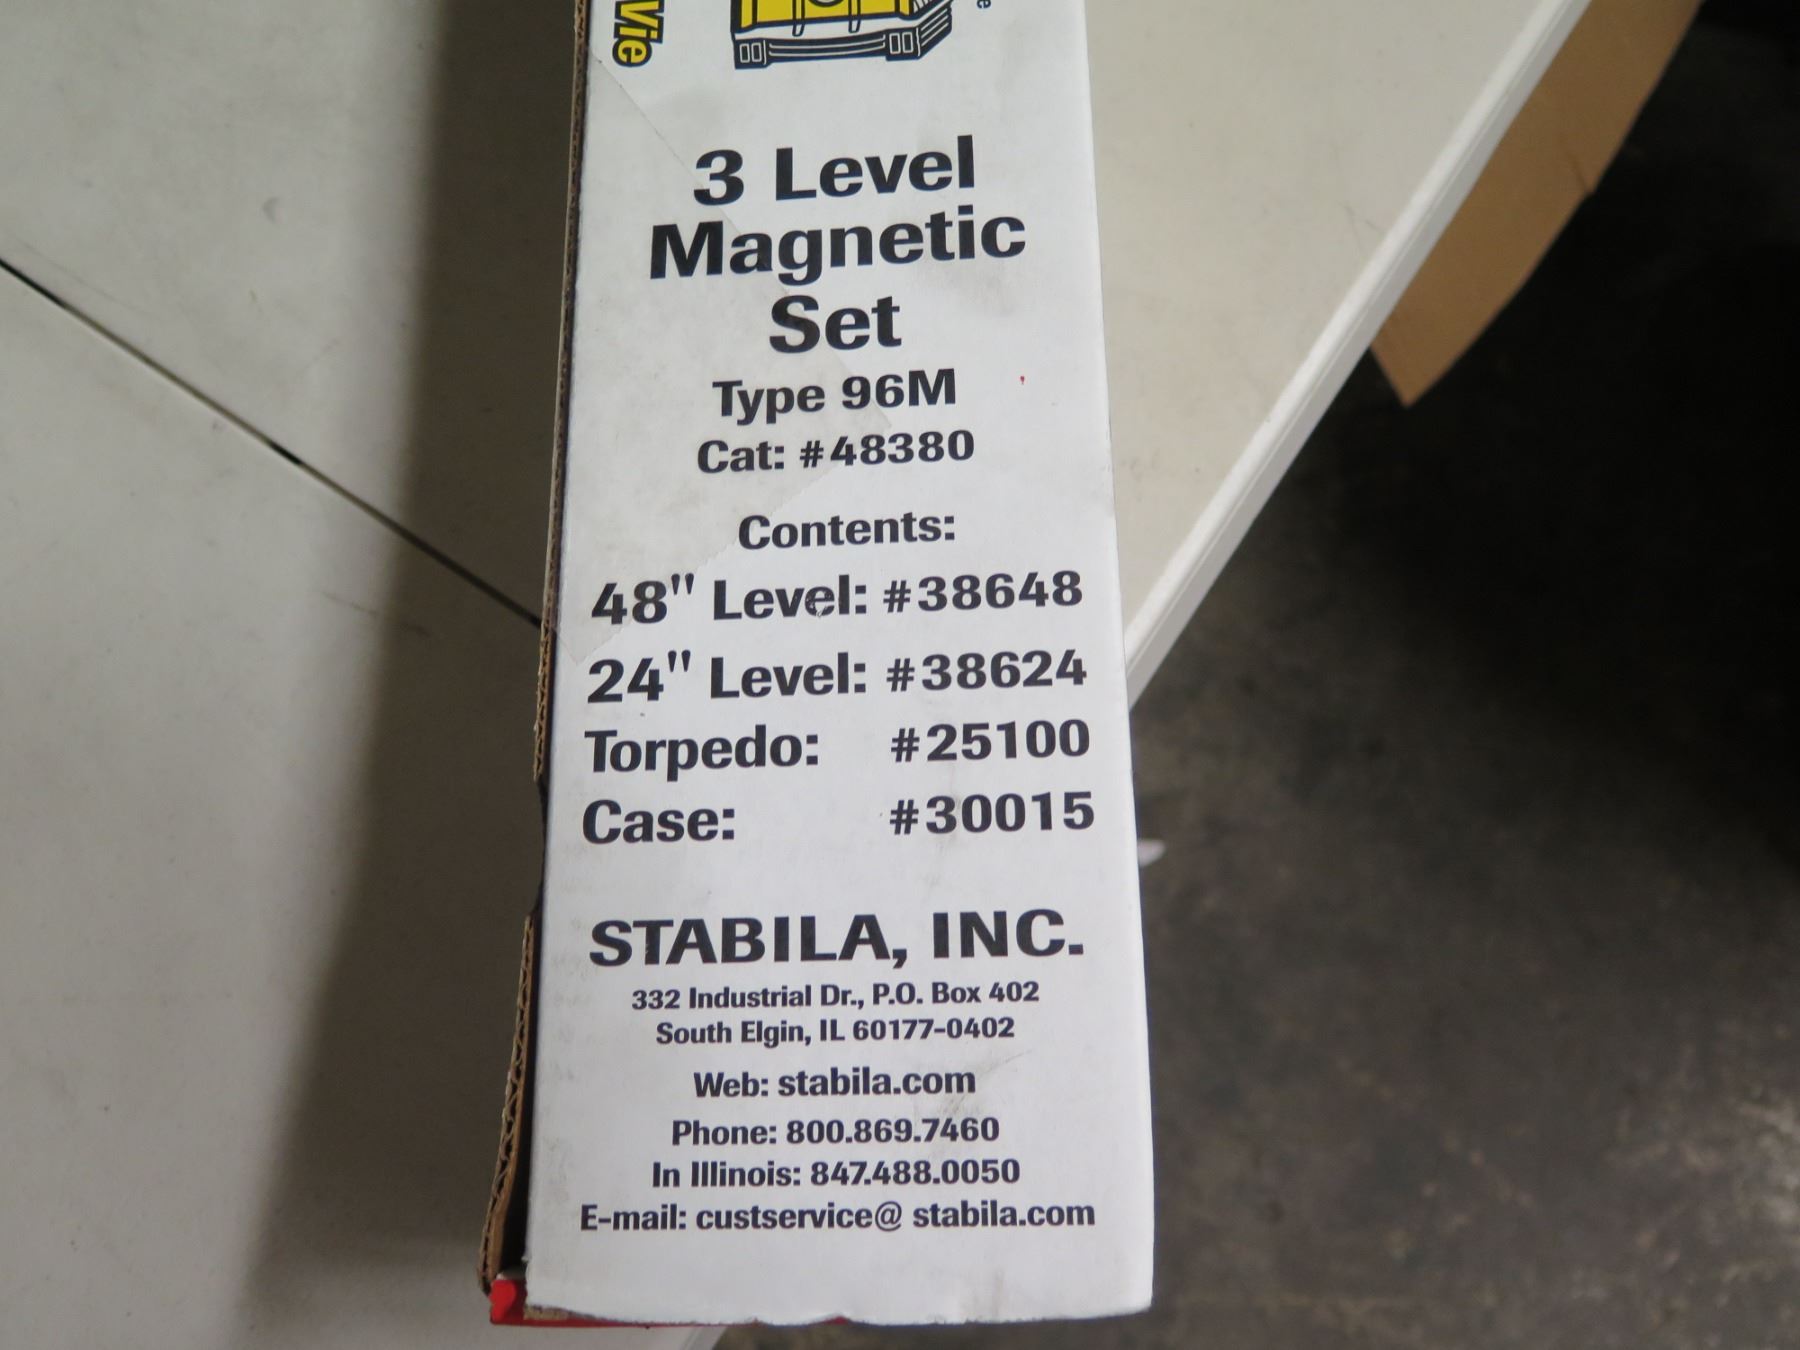 Vie
3 Level
Magnetic
Set
Type 96M
Cat: #48380
Contents:
48" Level: #38648
24" Level: #38624
Torpedo: #25100
Case: #30015
STABILA, INC.
332 Industrial Dr., P.O. Box 402
South Elgin, IL 60177-0402
Web: stabila.com
Phone: 800.869.7460
In Illinois: 847.488.0050
E-mail: custservice@ stabila.com